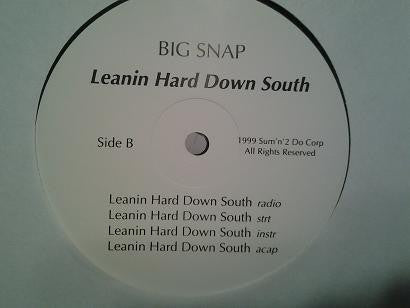 BIG SNAP
Leanin Hard Down South
Side B
1999 Sum'n'2 Do Corp
All Rights Reserved
Leanin Hard Down South radio
Leanin Hard Down South strt
Leanin Hard Down South instr
Leanin Hard Down South acap